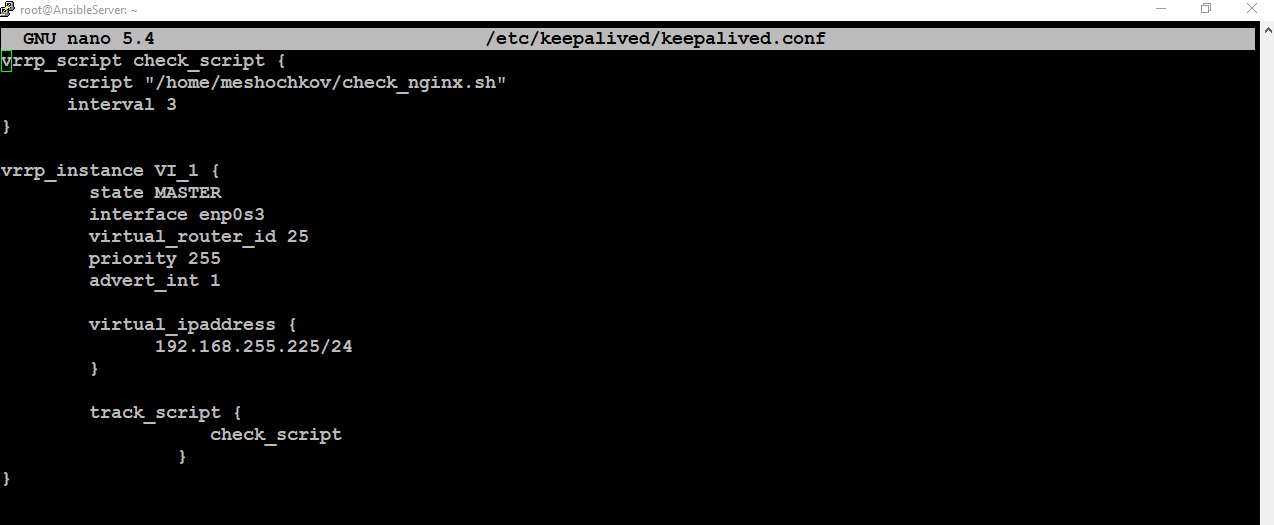 root@AnsibleServer: ~
GNU nano 5.4 /etc/keepalived/keepalived.conf
vrrp_script check_script {
script "/home/meshochkov/check_nginx.sh"
interval 3
}
vrrp_instance VI_1 {
state MASTER
interface enp0s3
virtual_router_id 25
priority 255
advert_int 1
virtual_ipaddress {
192.168.255.225/24
}
track_script {
check_script
}
}